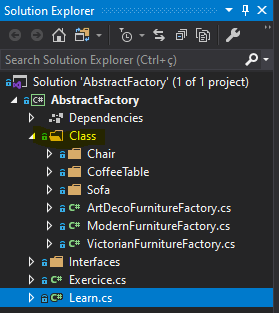 Solution Explorer
Search Solution Explorer (Ctrl+ç)
Solution 'AbstractFactory' (1 of 1 project)
C# AbstractFactory
Dependencies
Class
Chair
CoffeeTable
Sofa
C# ArtDecoFurnitureFactory.cs
C# ModernFurnitureFactory.cs
C# VictorianFurnitureFactory.cs
Interfaces
C# Exercice.cs
C# Learn.cs